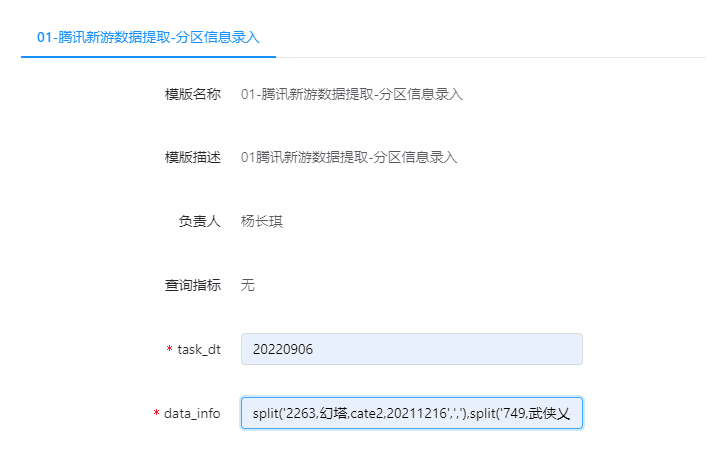 01-腾讯新游数据提取-分区信息录入
模版名称 01-腾讯新游数据提取-分区信息录入
模版描述 01腾讯新游数据提取-分区信息录入
负责人 杨长琪
查询指标 无
* task_dt 20220906
* data_info split('2263,幻塔,cate2,20211216',','),split('749,武侠乂